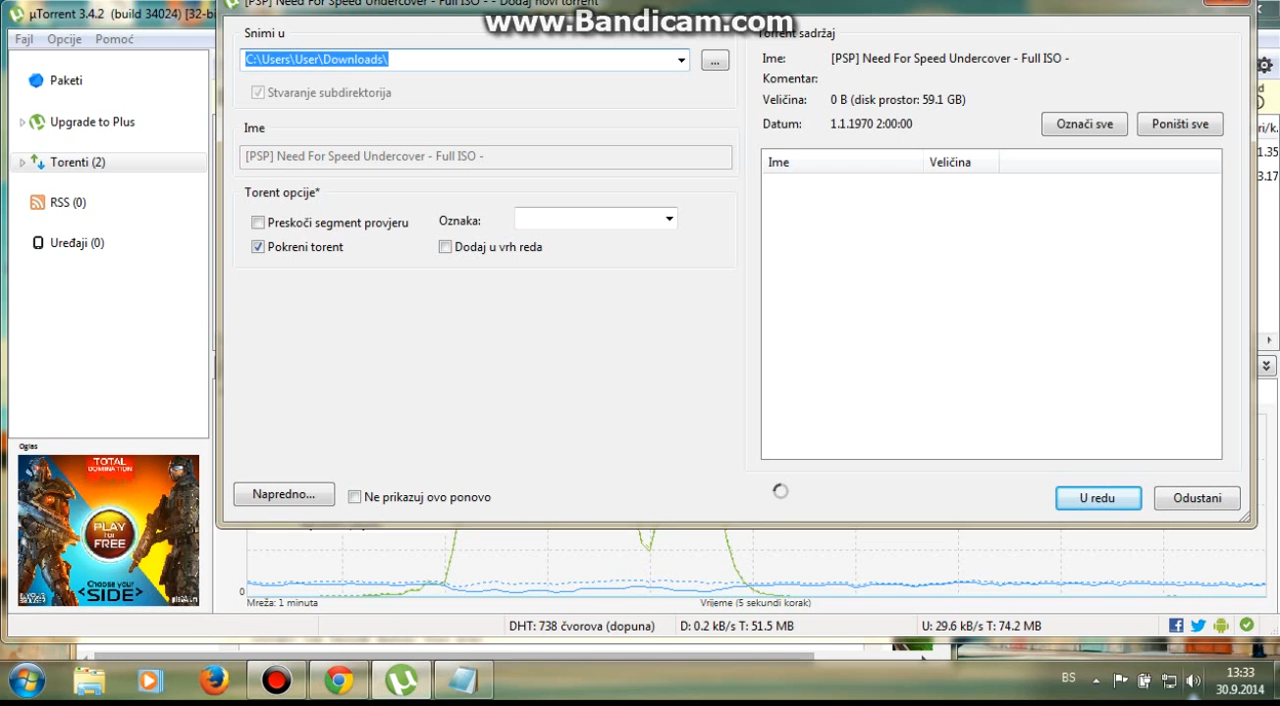 µTorrent 3.4.2 (build 34024) [32-bi
[PSP] Need For Speed Undercover - Full ISO - - Dodaj novi torrent
www.Bandicam.com
Fajl Opcije Pomoć
Paketi
Upgrade to Plus
Torenti (2)
RSS (0)
Uređaji (0)
Oglas
TOTAL
DOMINATION
PLAY
for
FREE
Choose your
<SIDE>
Snimi u
C:\Users\User\Downloads\
...
Stvaranje subdirektorija
Ime
[PSP] Need For Speed Undercover - Full ISO -
Torent opcije*
Preskoči segment provjeru
Oznaka:
Pokreni torent
Dodaj u vrh reda
Napredno...
Ne prikazuj ovo ponovo
Torrent sadržaj
Ime: [PSP] Need For Speed Undercover - Full ISO -
Komentar:
Veličina: 0 B (disk prostor: 59.1 GB)
Datum: 1.1.1970 2:00:00
Označi sve
Poništi sve
Ime Veličina
U redu
Odustani
ri/k.
1.35
3.17
0
Mreža: 1 minuta
Vrijeme (5 sekundi korak)
DHT: 738 čvorova (dopuna)
D: 0.2 kB/s T: 51.5 MB
U: 29.6 kB/s T: 74.2 MB
BS
13:33
30.9.2014